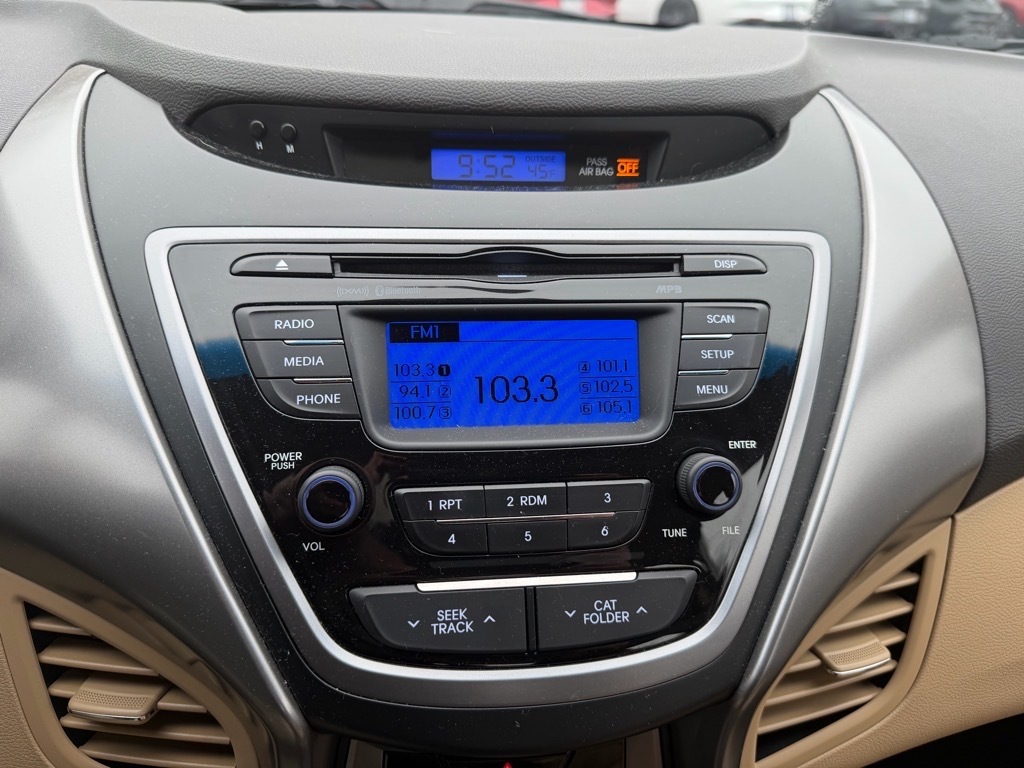 H M
9:52 OUTSIDE 45°F
PASS AIR BAG OFF
DISP
((XM)) Bluetooth MP3
RADIO
MEDIA
PHONE
FM1
103.3 1
94.1 2
100.7 3
103.3
4 101.1
5 102.5
6 105.1
SCAN
SETUP
MENU
POWER
PUSH
VOL
1 RPT 2 RDM 3
4 5 6
ENTER
TUNE FILE
SEEK
TRACK
CAT
FOLDER